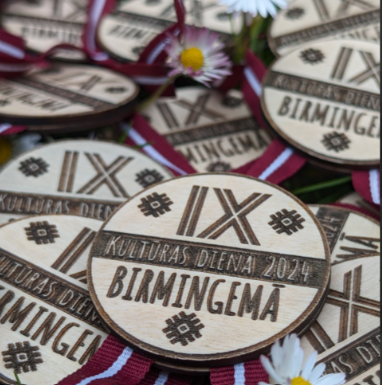 IX
KULTŪRAS DIENA 2024
BIRMINGEMĀ